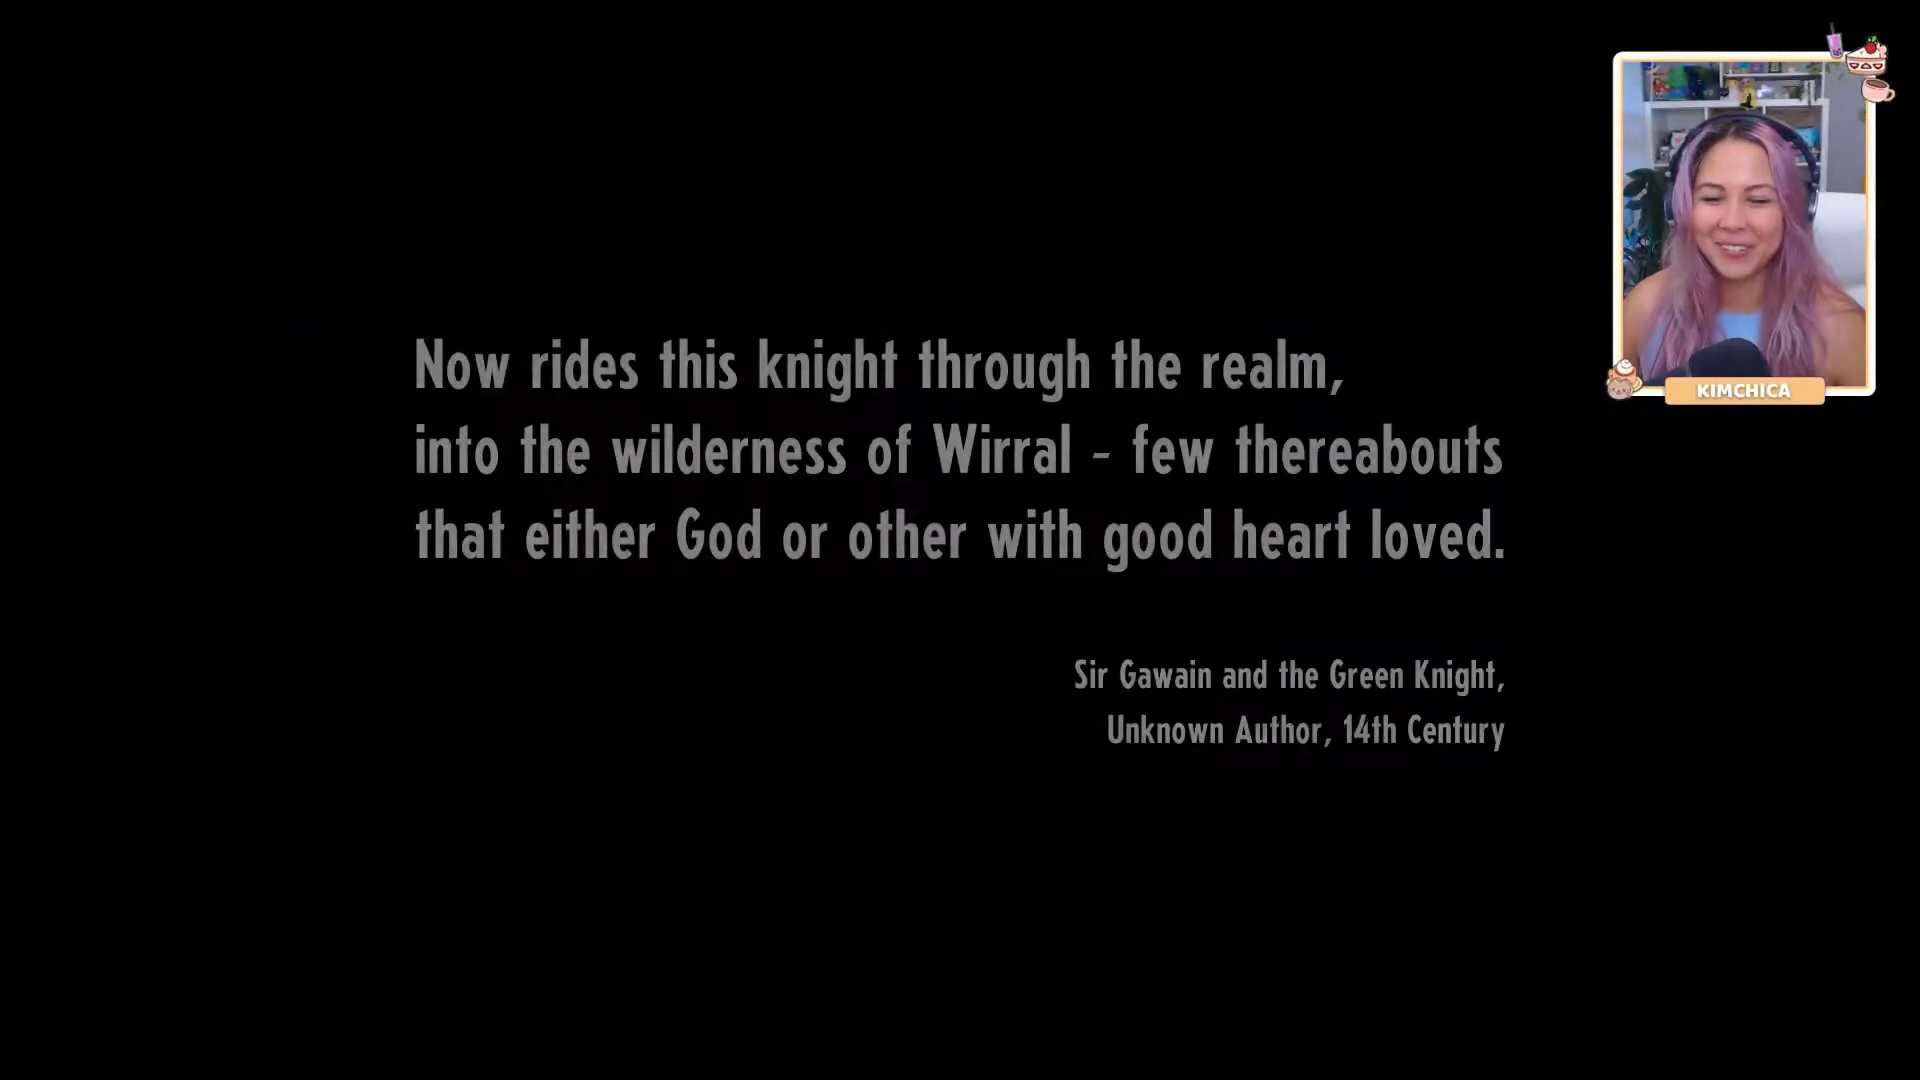 Now rides this knight through the realm,
into the wilderness of Wirral - few thereabouts
that either God or other with good heart loved.
Sir Gawain and the Green Knight,
Unknown Author, 14th Century
KIMCHICA